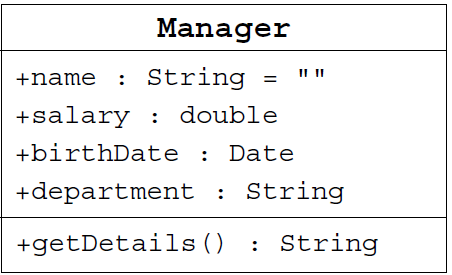 Manager
+name : String = ""
+salary : double
+birthDate : Date
+department : String
+getDetails() : String